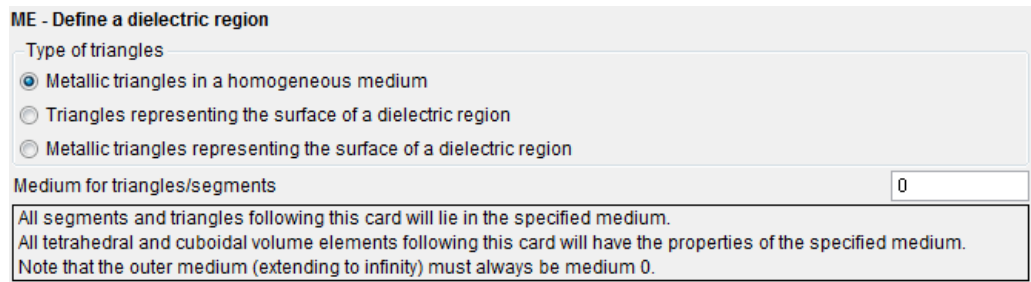 ME - Define a dielectric region
Type of triangles
Metallic triangles in a homogeneous medium
Triangles representing the surface of a dielectric region
Metallic triangles representing the surface of a dielectric region
Medium for triangles/segments 0
All segments and triangles following this card will lie in the specified medium.
All tetrahedral and cuboidal volume elements following this card will have the properties of the specified medium.
Note that the outer medium (extending to infinity) must always be medium 0.